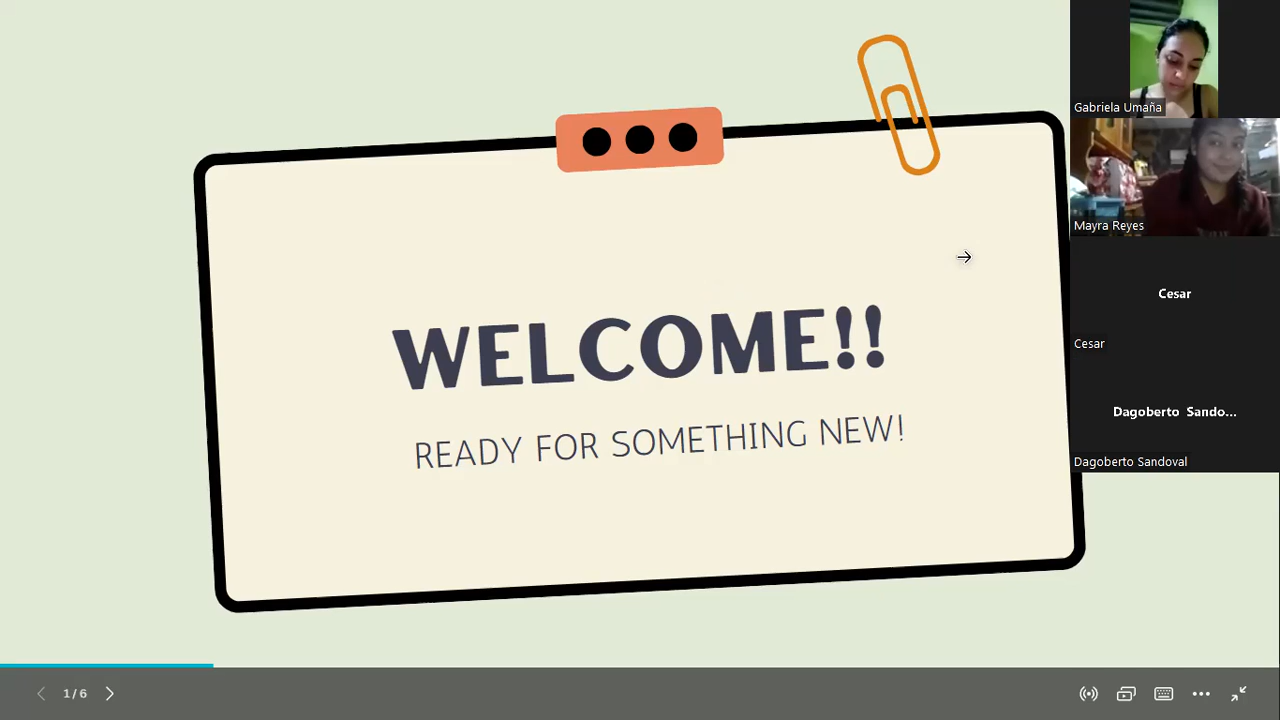 WELCOME!!
READY FOR SOMETHING NEW!
Gabriela Umaña
Mayra Reyes
Cesar
Cesar
Dagoberto Sando...
Dagoberto Sandoval
1/6